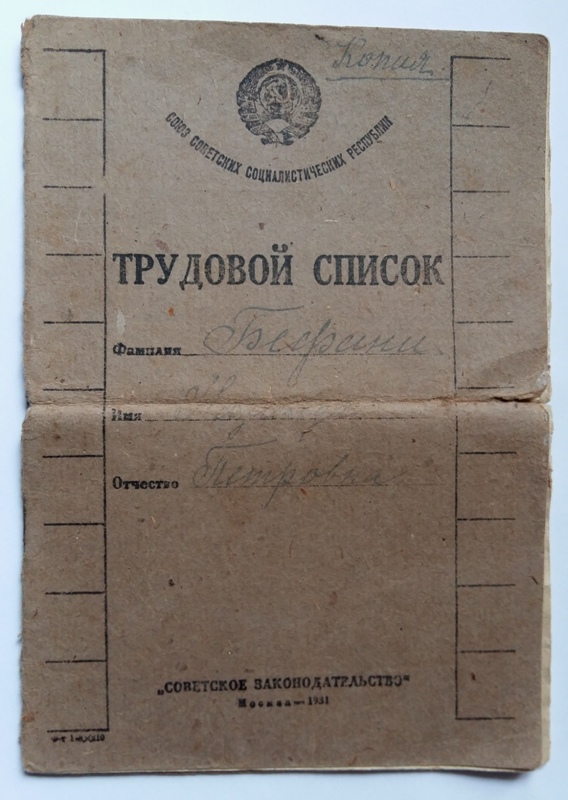 Копия
СОЮЗ СОВЕТСКИХ СОЦИАЛИСТИЧЕСКИХ РЕСПУБЛИК
ТРУДОВОЙ СПИСОК
Фамилия
Имя
Отчество Петровна
„СОВЕТСКОЕ ЗАКОНОДАТЕЛЬСТВО"
Москва — 1931